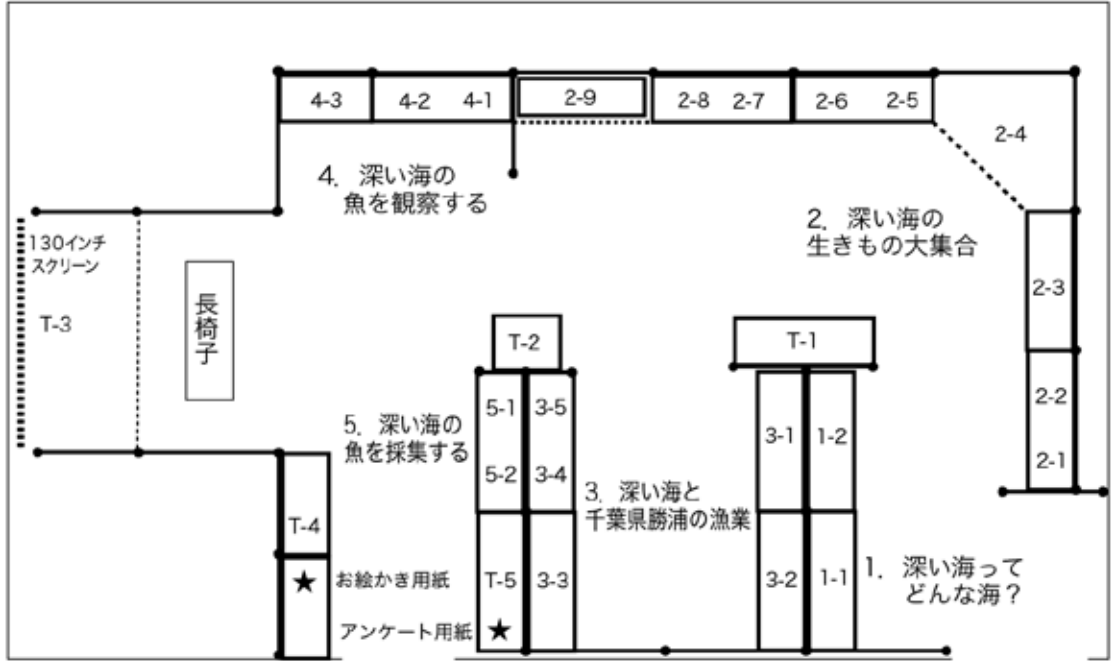 4-3
4-2
4-1
2-9
2-8
2-7
2-6
2-5
2-4
4. 深い海の
魚を観察する
130インチ
スクリーン
T-3
長椅子
2. 深い海の
生きもの大集合
2-3
2-2
2-1
T-2
T-1
5-1
3-5
5. 深い海の
魚を採集する
5-2
3-4
3-1
1-2
3. 深い海と
千葉県勝浦の漁業
T-4
★
お絵かき用紙
アンケート用紙
T-5
★
3-3
3-2
1-1
1. 深い海って
どんな海？